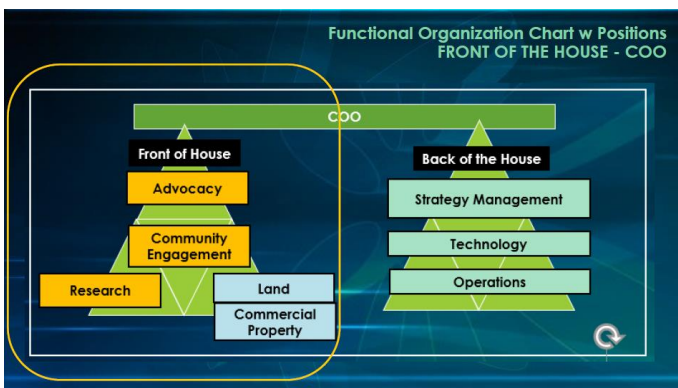 Functional Organization Chart w Positions
FRONT OF THE HOUSE - COO
COO
Front of House
Advocacy
Community
Engagement
Research
Land
Commercial
Property
Back of the House
Strategy Management
Technology
Operations